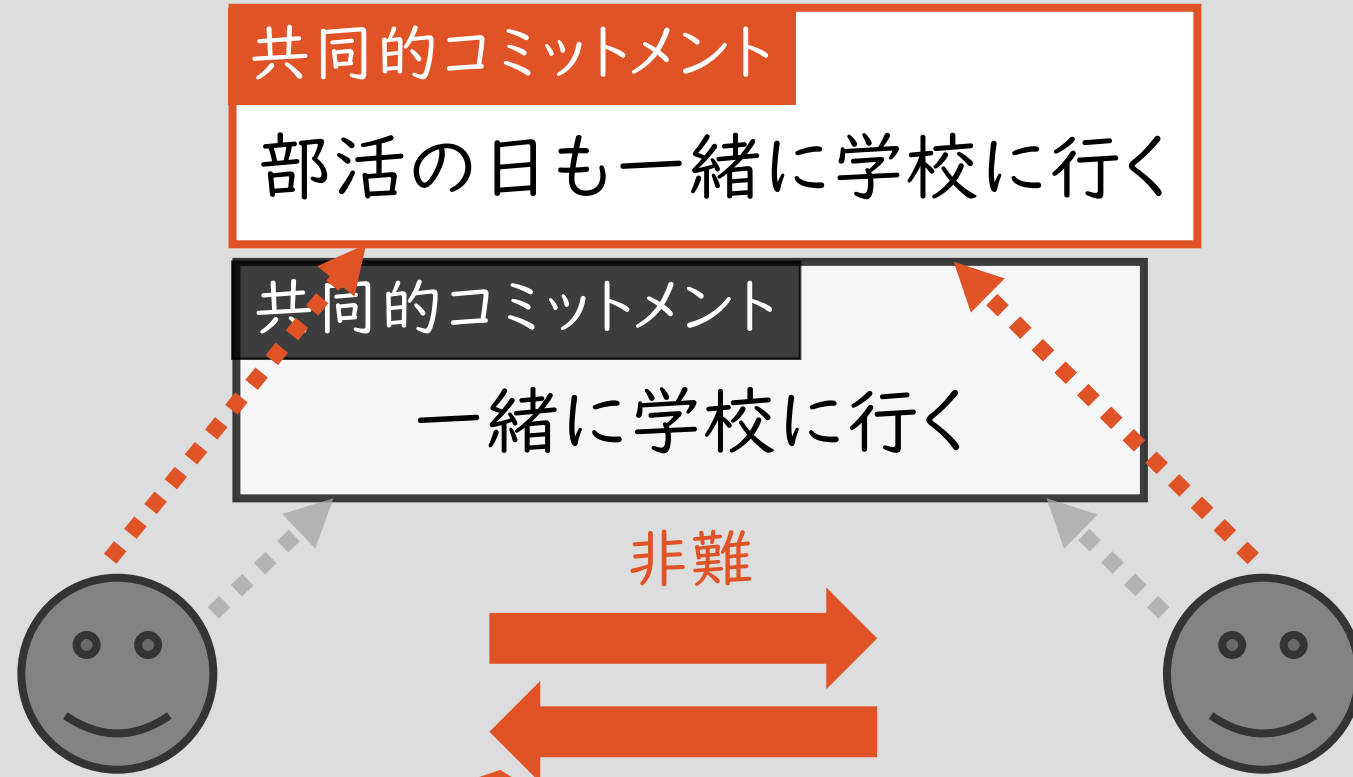 共同的コミットメント
部活の日も一緒に学校に行く
共同的コミットメント
一緒に学校に行く
非難